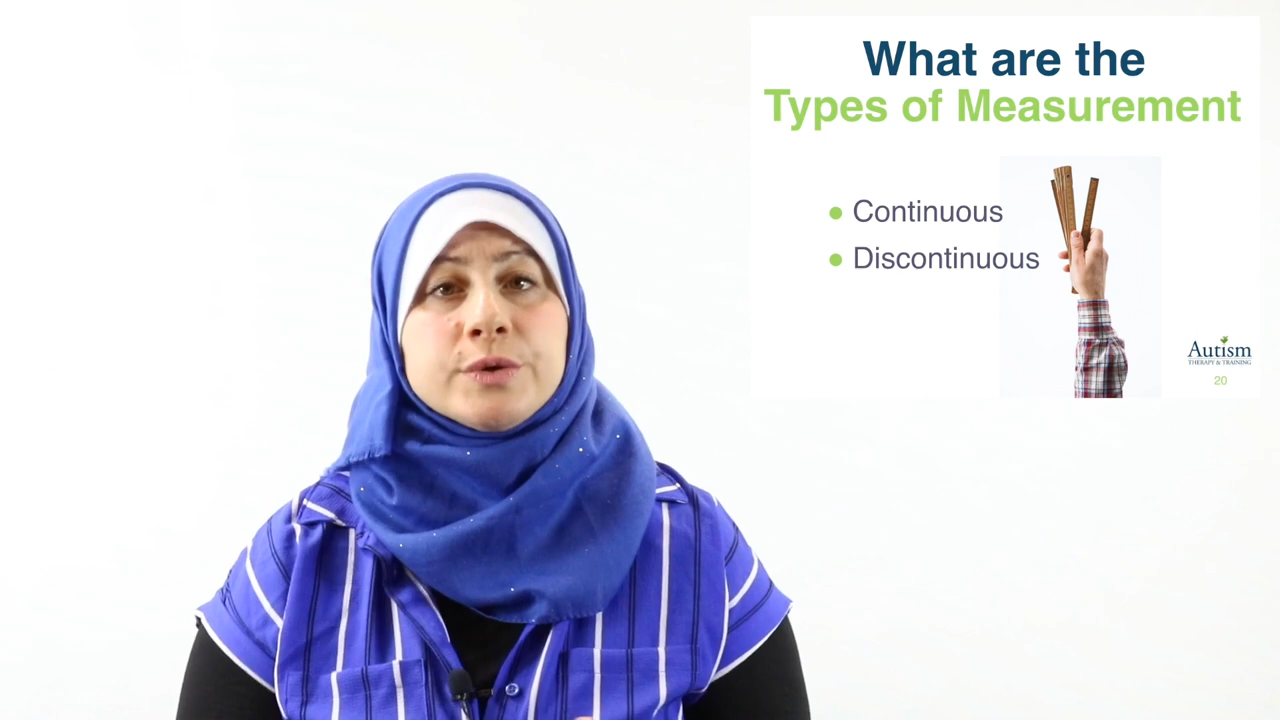 What are the
Types of Measurement
● Continuous
● Discontinuous
Autism
THERAPY & TRAINING
20